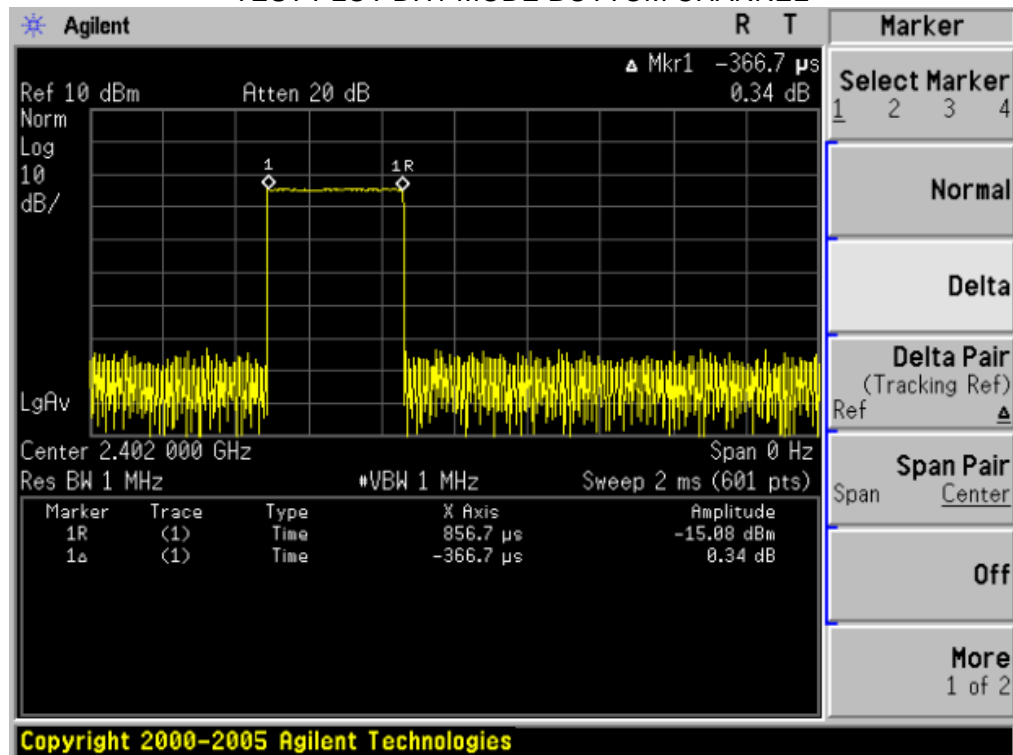 Agilent R T Marker
Δ Mkr1 -366.7 µs
Ref 10 dBm Atten 20 dB 0.34 dB
Norm
Log
10
dB/
1 1R
LgAv
Center 2.402 000 GHz Span 0 Hz
Res BW 1 MHz #VBW 1 MHz Sweep 2 ms (601 pts)
Marker Trace Type X Axis Amplitude
1R (1) Time 856.7 µs -15.08 dBm
1Δ (1) Time -366.7 µs 0.34 dB
Select Marker
1 2 3 4
Normal
Delta
Delta Pair
(Tracking Ref)
Ref Δ
Span Pair
Span Center
Off
More
1 of 2
Copyright 2000-2005 Agilent Technologies